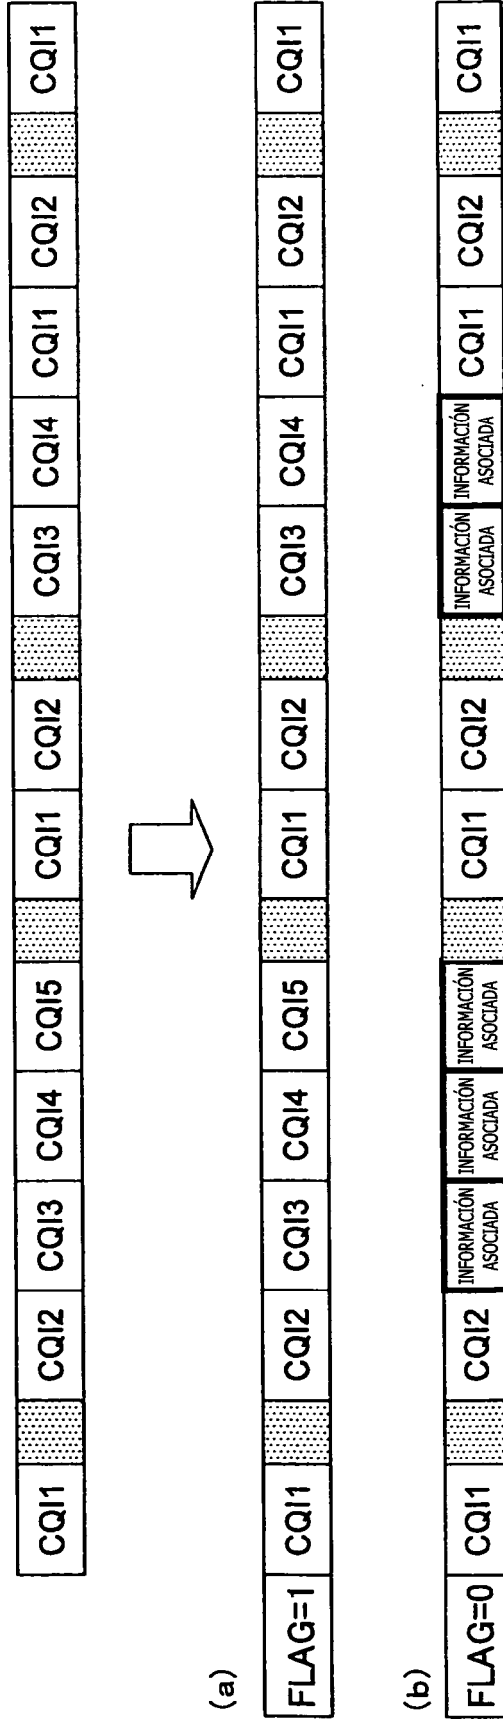 CQI1 CQI2 CQI3 CQI4 CQI5 CQI1 CQI2 CQI3 CQI4 CQI1 CQI2 CQI1
(a)
FLAG=1 CQI1 CQI2 CQI3 CQI4 CQI5 CQI1 CQI2 CQI3 CQI4 CQI1 CQI2 CQI1
(b)
FLAG=0 CQI1 CQI2
INFORMACIÓN
ASOCIADA
INFORMACIÓN
ASOCIADA
INFORMACIÓN
ASOCIADA
CQI1 CQI2
INFORMACIÓN
ASOCIADA
INFORMACIÓN
ASOCIADA
CQI1 CQI2 CQI1